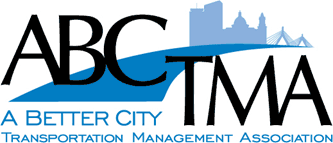 ABC
TMA
A BETTER CITY
TRANSPORTATION MANAGEMENT ASSOCIATION